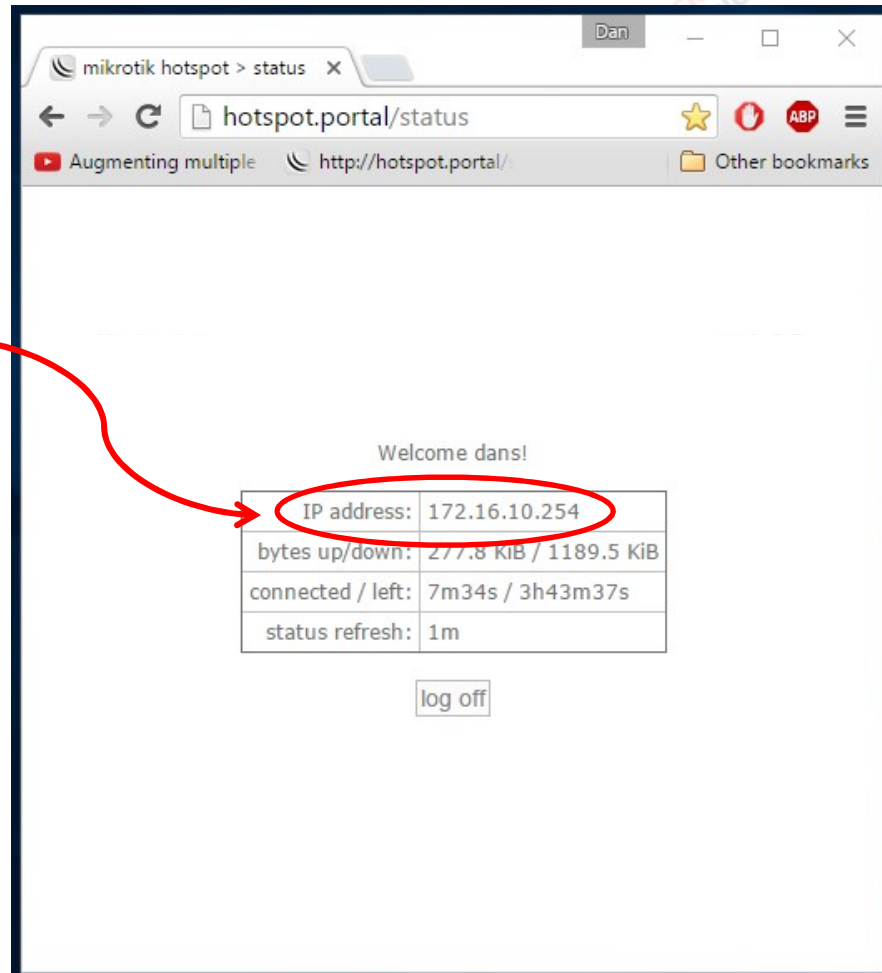 Dan
mikrotik hotspot > status
hotspot.portal/status
ABP
Augmenting multiple http://hotspot.portal/ Other bookmarks
Welcome dans!
IP address: 172.16.10.254
bytes up/down: 277.8 KiB / 1189.5 KiB
connected / left: 7m34s / 3h43m37s
status refresh: 1m
log off